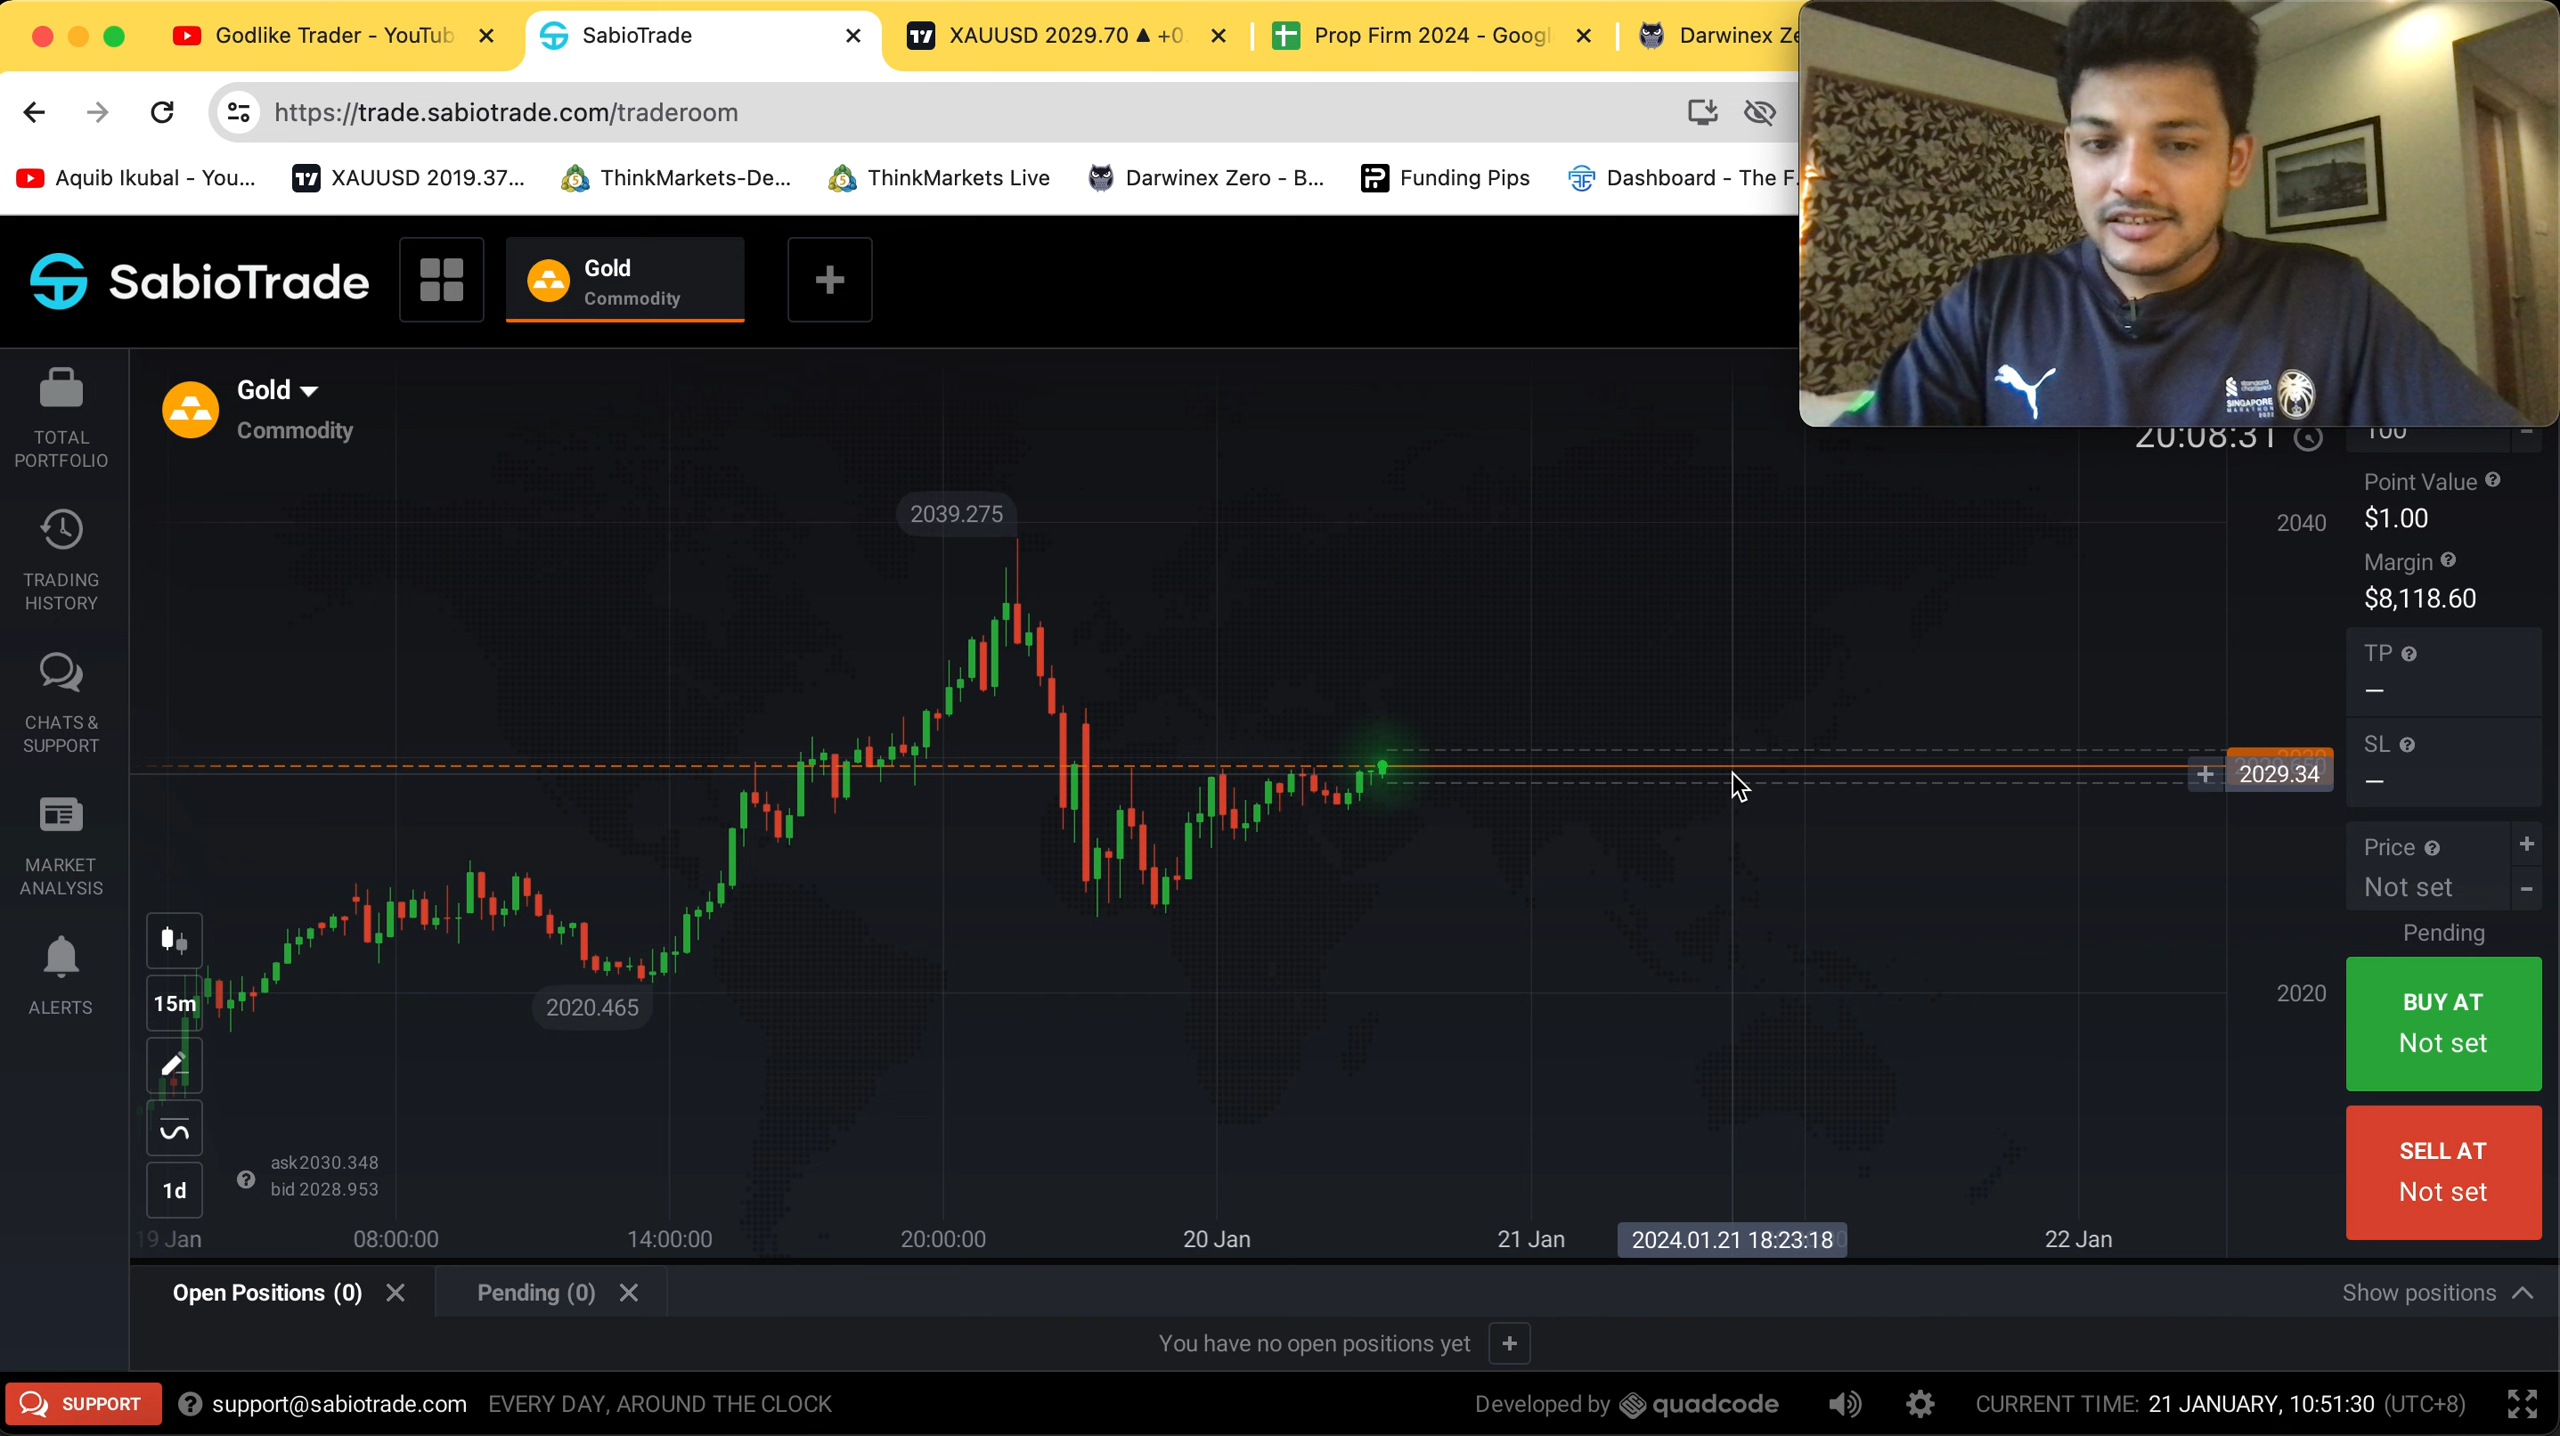 Godlike Trader - YouTub
SabioTrade
XAUUSD 2029.70 ▲ +0
Prop Firm 2024 - Googl
Darwinex Ze
https://trade.sabiotrade.com/traderoom
Aquib Ikubal - You...
XAUUSD 2019.37...
ThinkMarkets-De...
ThinkMarkets Live
Darwinex Zero - B...
Funding Pips
Dashboard - The F.
SabioTrade
Gold
Commodity
TOTAL
PORTFOLIO
TRADING
HISTORY
CHATS &
SUPPORT
MARKET
ANALYSIS
ALERTS
Gold
Commodity
SINGAPORE
20:08:31
100
Point Value
$1.00
Margin
$8,118.60
TP
–
SL
–
Price
Not set
Pending
BUY AT
Not set
SELL AT
Not set
2039.275
2020.465
2040
2029.34
2020
15m
1d
ask 2030.348
bid 2028.953
19 Jan
08:00:00
14:00:00
20:00:00
20 Jan
21 Jan
2024.01.21 18:23:18
22 Jan
Open Positions (0)
Pending (0)
Show positions
You have no open positions yet
SUPPORT
support@sabiotrade.com
EVERY DAY, AROUND THE CLOCK
Developed by quadcode
CURRENT TIME: 21 JANUARY, 10:51:30 (UTC+8)